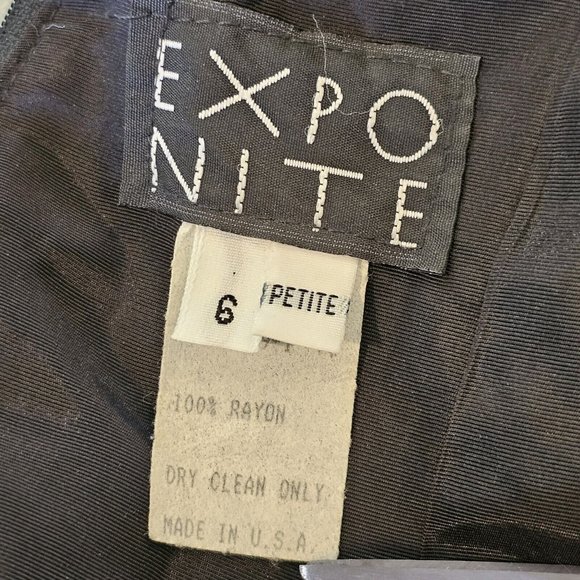 EXPO
NITE
6
PETITE
100% RAYON
DRY CLEAN ONLY
MADE IN U.S.A.